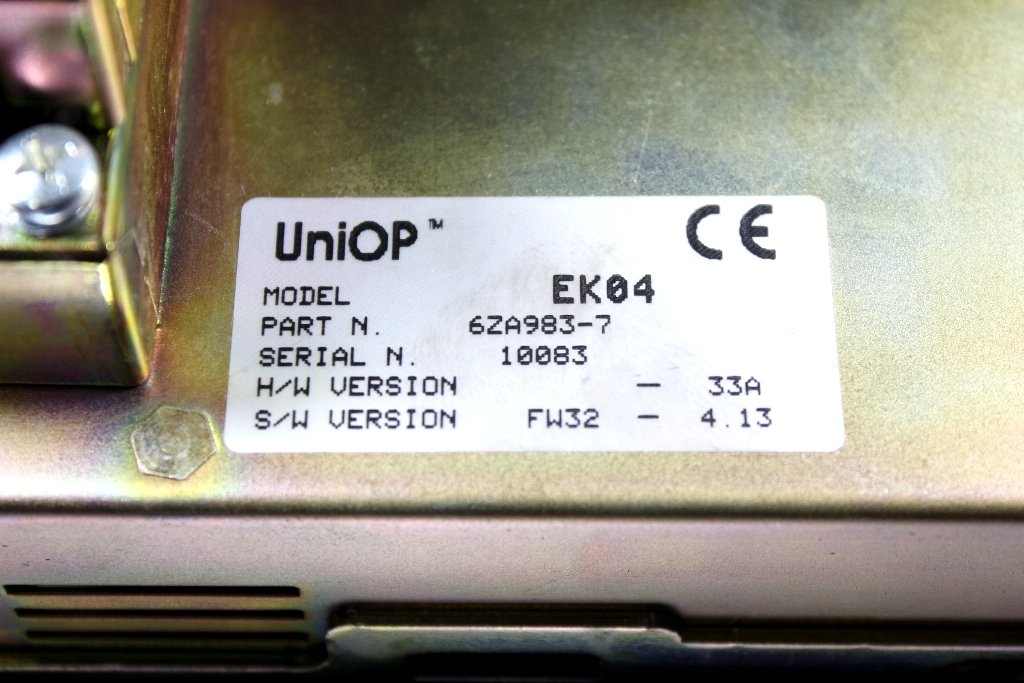 UniOP™ CE
MODEL EK04
PART N. 6ZA983-7
SERIAL N. 10083
H/W VERSION – 33A
S/W VERSION FW32 – 4.13